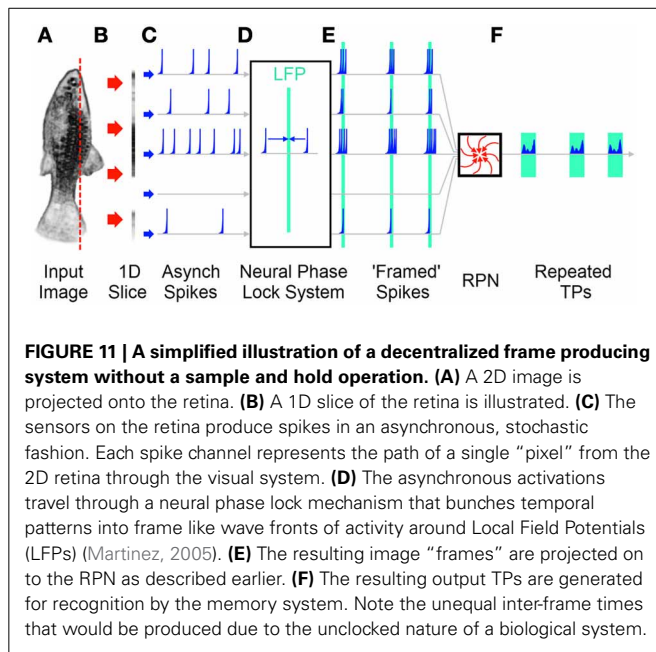 A B C D E F
LFP
Input Image
1D Slice
Asynch Spikes
Neural Phase Lock System
'Framed' Spikes
RPN
Repeated TPs
FIGURE 11 | A simplified illustration of a decentralized frame producing
system without a sample and hold operation. (A) A 2D image is
projected onto the retina. (B) A 1D slice of the retina is illustrated. (C) The
sensors on the retina produce spikes in an asynchronous, stochastic
fashion. Each spike channel represents the path of a single "pixel" from the
2D retina through the visual system. (D) The asynchronous activations
travel through a neural phase lock mechanism that bunches temporal
patterns into frame like wave fronts of activity around Local Field Potentials
(LFPs) (Martinez, 2005). (E) The resulting image "frames" are projected on
to the RPN as described earlier. (F) The resulting output TPs are generated
for recognition by the memory system. Note the unequal inter-frame times
that would be produced due to the unclocked nature of a biological system.